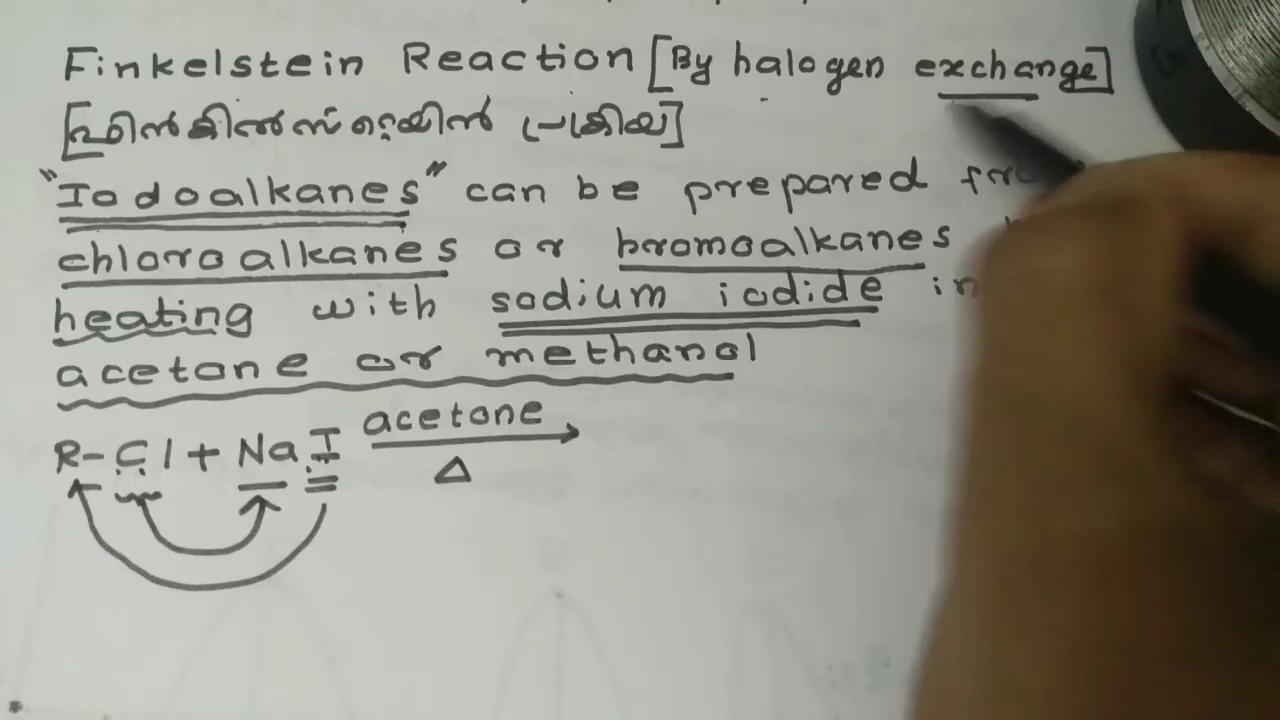 Finkelstein Reaction [By halogen exchange]
[ഫിൻകിൽസ്റ്റെയിൻ പ്രക്രിയ]
"Iodoalkanes" can be prepared
chloroalkanes or bromoalkanes
heating with sodium iodide in
acetone or methanol
R-Cl + NaI acetone
Δ